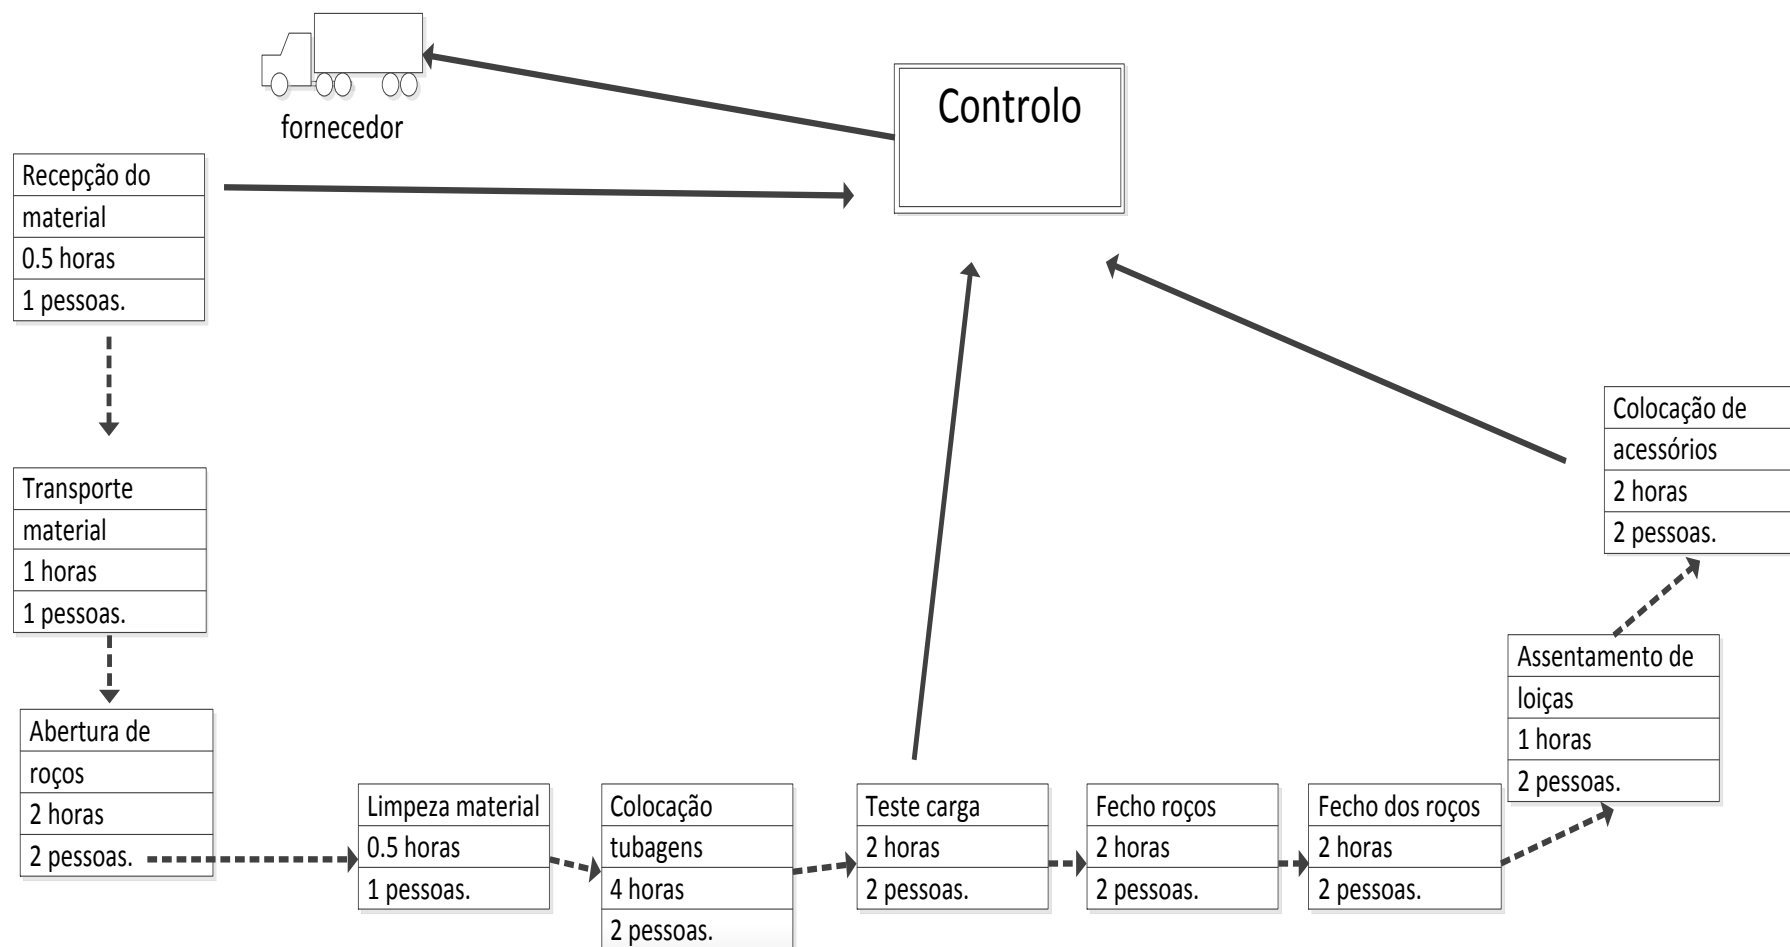 fornecedor
Controlo
Recepção do
material
0.5 horas
1 pessoas.
Transporte
material
1 horas
1 pessoas.
Abertura de
roços
2 horas
2 pessoas.
Limpeza material
0.5 horas
1 pessoas.
Colocação
tubagens
4 horas
2 pessoas.
Teste carga
2 horas
2 pessoas.
Fecho roços
2 horas
2 pessoas.
Fecho dos roços
2 horas
2 pessoas.
Assentamento de
loiças
1 horas
2 pessoas.
Colocação de
acessórios
2 horas
2 pessoas.